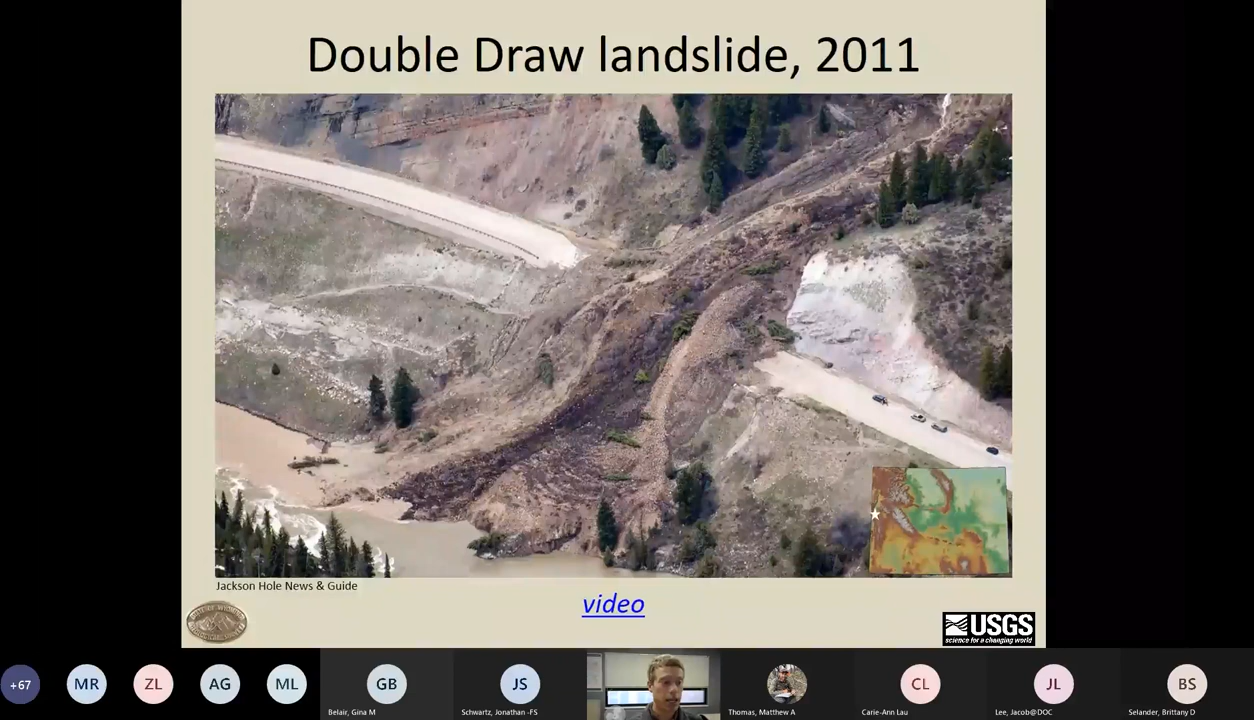 Double Draw landslide, 2011
Jackson Hole News & Guide
video
USGS
science for a changing world
+67
MR
ZL
AG
ML
GB
JS
CL
JL
BS
Belair, Gina M
Schwartz, Jonathan -FS
Thomas, Matthew A
Carie-Ann Lau
Lee, Jacob@DOC
Selander, Brittany D